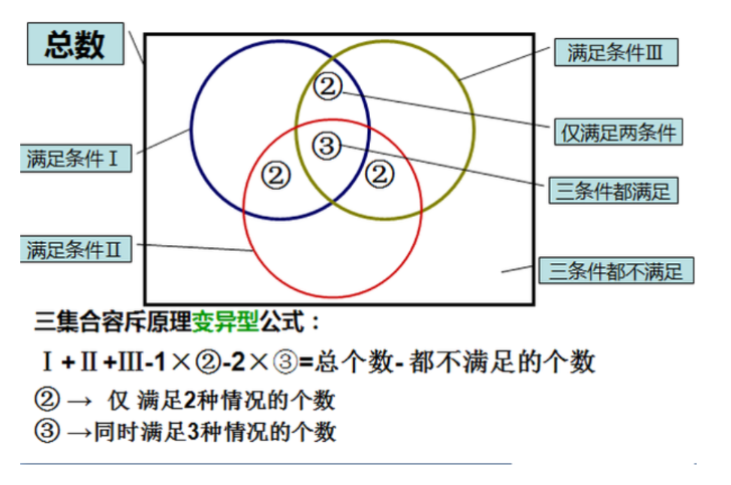 总数
满足条件Ⅲ
②
仅满足两条件
③
满足条件Ⅰ
②
②
三条件都满足
满足条件Ⅱ
三条件都不满足
三集合容斥原理变异型公式：
Ⅰ+Ⅱ+Ⅲ-1×②-2×③=总个数-都不满足的个数
②→ 仅 满足2种情况的个数
③→同时满足3种情况的个数